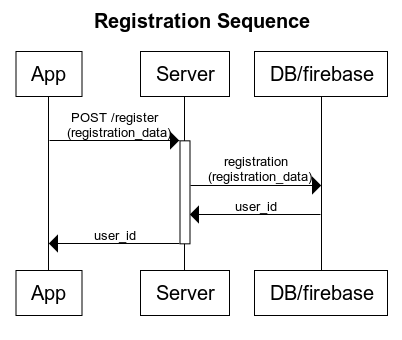 Registration Sequence
App
Server
DB/firebase
POST /register
(registration_data)
registration
(registration_data)
user_id
user_id
App
Server
DB/firebase